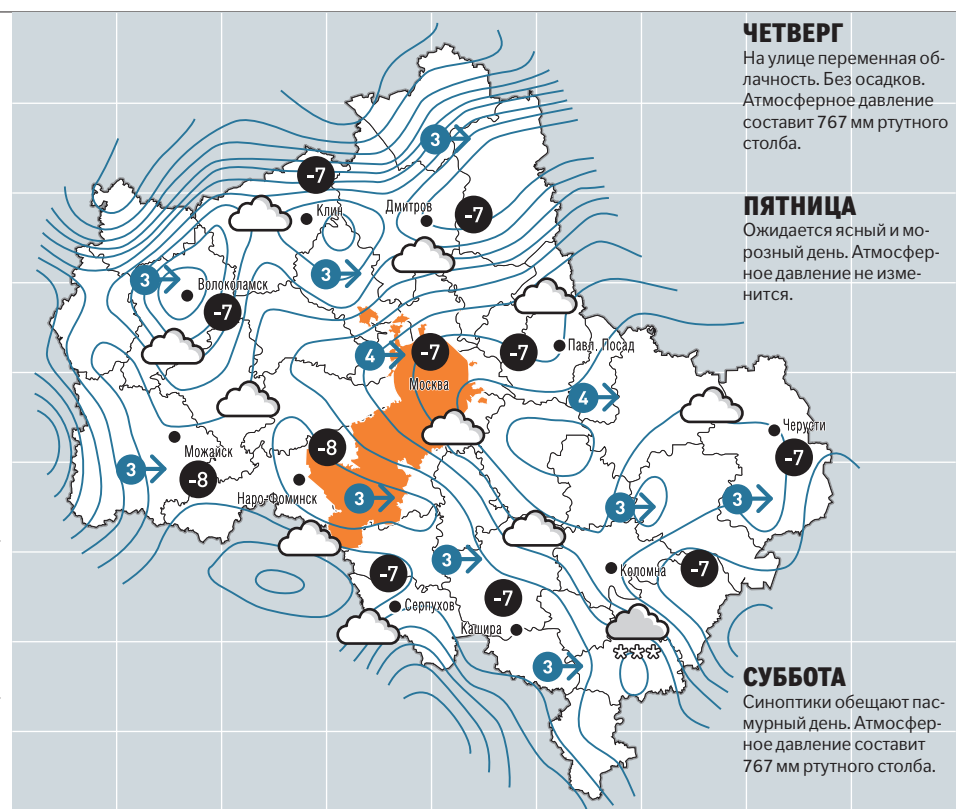 ЧЕТВЕРГ
На улице переменная об-
лачность. Без осадков.
Атмосферное давление
составит 767 мм ртутного
столба.
ПЯТНИЦА
Ожидается ясный и мо-
розный день. Атмосфер-
ное давление не изме-
нится.
СУББОТА
Синоптики обещают пас-
мурный день. Атмосфер-
ное давление составит
767 мм ртутного столба.
3
-7
Клин
Дмитров
-7
3
3
Волоколамск
-7
4
-7
Москва
-7
Павл. Посад
4
Черусти
-7
Можайск
3
-8
-8
Наро-Фоминск
3
3
3
3
-7
Серпухов
-7
Кашира
Коломна
-7
***
3